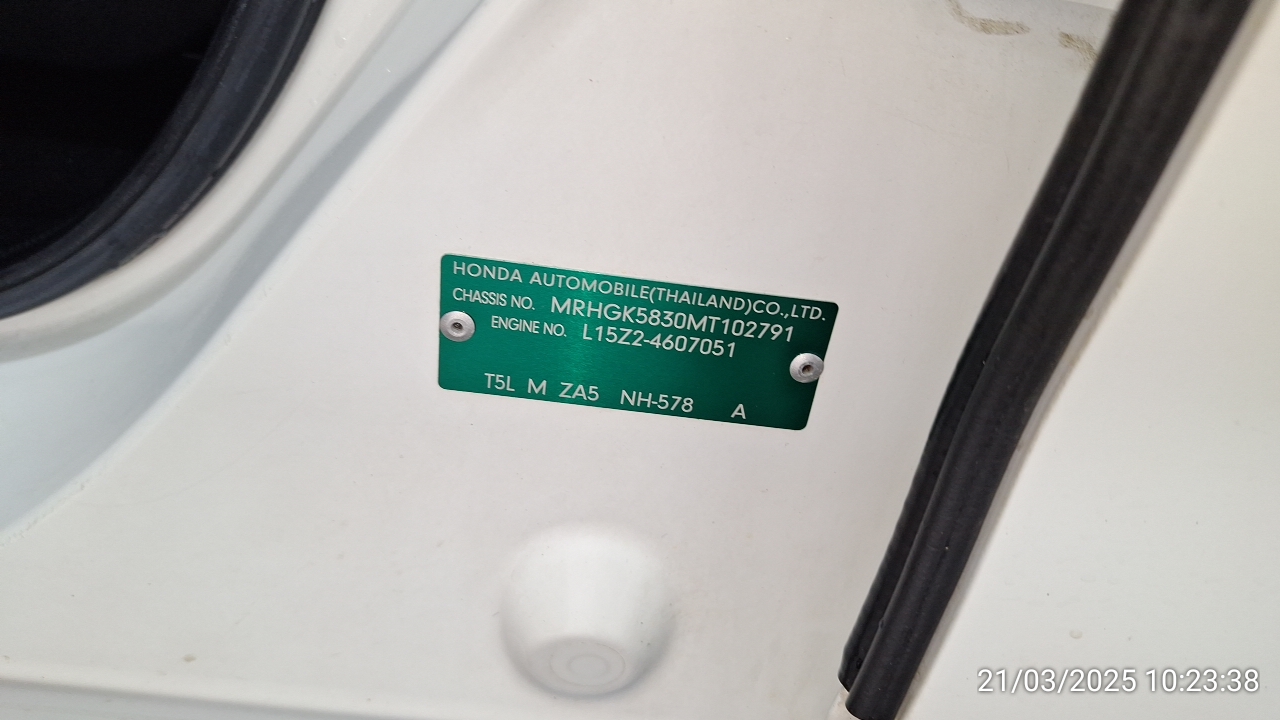 HONDA AUTOMOBILE(THAILAND)CO.,LTD.
CHASSIS NO. MRHGK5830MT102791
ENGINE NO. L15Z2-4607051
T5L M ZA5 NH-578 A
21/03/2025 10:23:38